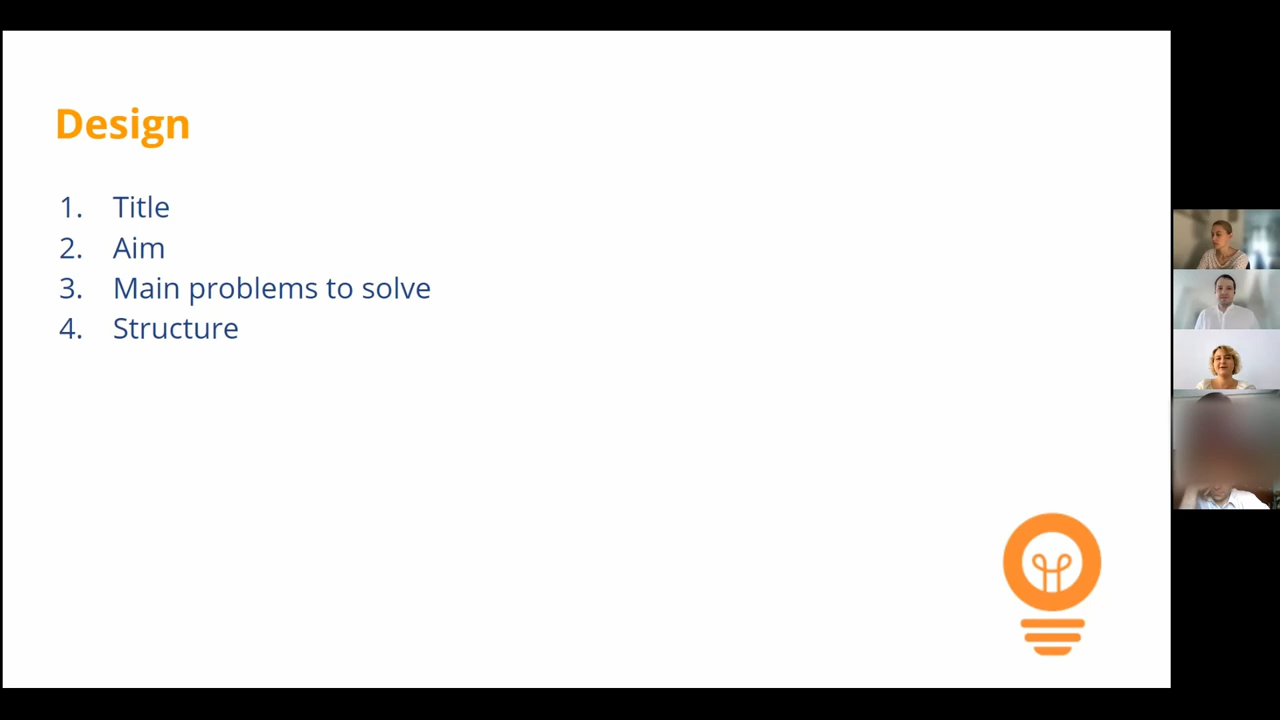 Design
1. Title
2. Aim
3. Main problems to solve
4. Structure